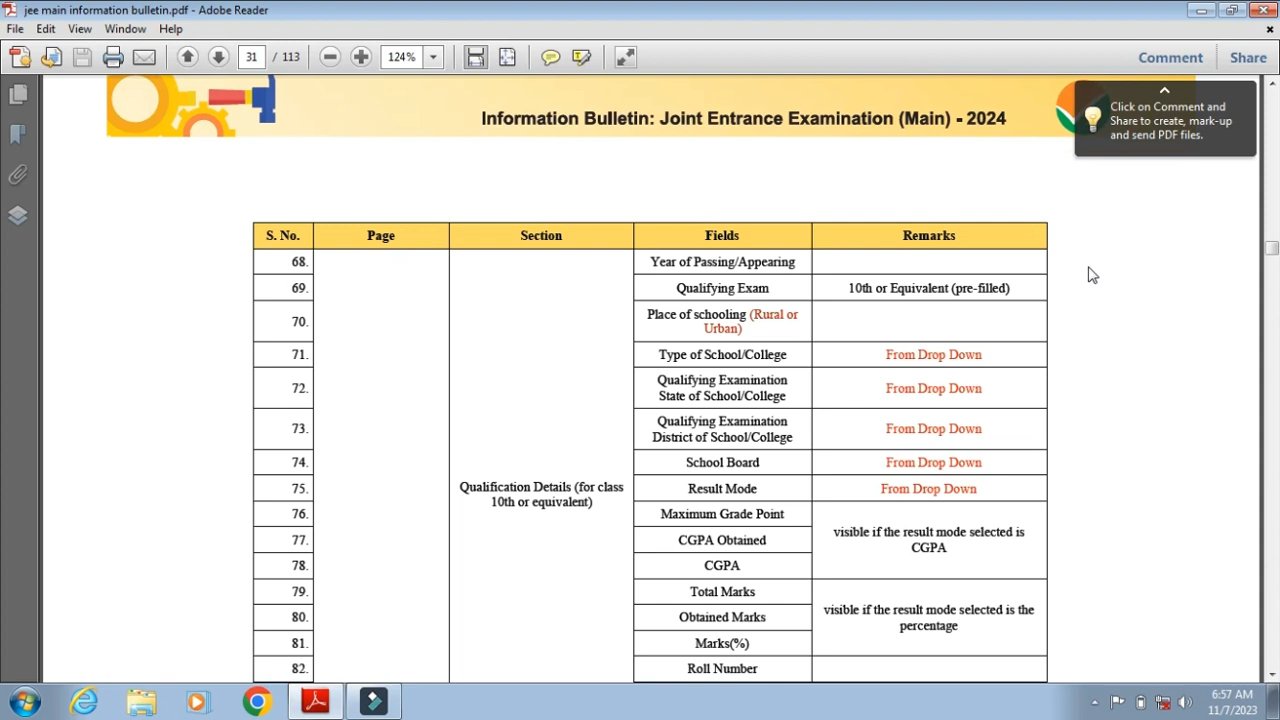 jee main information bulletin.pdf - Adobe Reader
File Edit View Window Help
31 / 113 124% Comment Share
Information Bulletin: Joint Entrance Examination (Main) - 2024
Click on Comment and
Share to create, mark-up
and send PDF files.
S. No. Page Section Fields Remarks
68. Year of Passing/Appearing
69. Qualifying Exam 10th or Equivalent (pre-filled)
70. Place of schooling (Rural or
Urban)
71. Type of School/College From Drop Down
72. Qualifying Examination
State of School/College From Drop Down
73. Qualifying Examination
District of School/College From Drop Down
74. School Board From Drop Down
75. Qualification Details (for class
10th or equivalent) Result Mode From Drop Down
76. Maximum Grade Point visible if the result mode selected is
CGPA
77. CGPA Obtained
78. CGPA
79. Total Marks visible if the result mode selected is the
percentage
80. Obtained Marks
81. Marks(%)
82. Roll Number
6:57 AM
11/7/2023